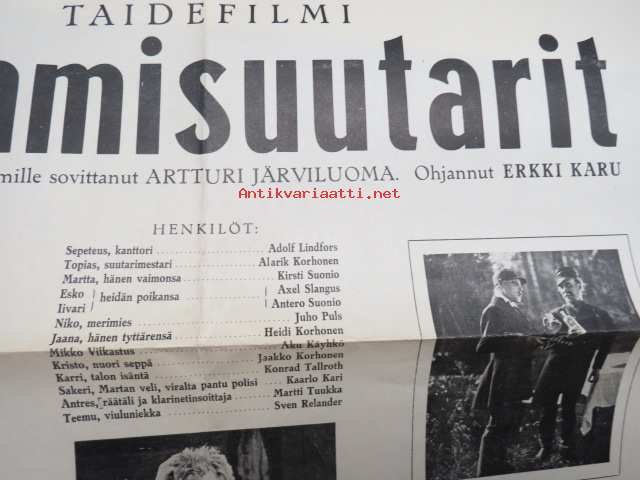 TAIDEFILMI
misuutarit
mille sovittanut ARTTURI JÄRVILUOMA. Ohjannut ERKKI KARU
Antikvariaatti.net
HENKILÖT:
Sepeteus, kanttori Adolf Lindfors
Topias, suutarimestari Alarik Korhonen
Martta, hänen vaimonsa Kirsti Suonio
Esko } heidän poikansa { Axel Slangus
Iivari } { Antero Suonio
Niko, merimies Juho Puls
Jaana, hänen tyttärensä Heidi Korhonen
Mikko Vilkastus Aku Käyhkö
Kristo, nuori seppä Jaakko Korhonen
Karri, talon isäntä Konrad Tallroth
Sakeri, Martan veli, viralta pantu polisi Kaarlo Kari
Antres, räätäli ja klarinetinsoittaja Martti Tuukka
Teemu, viuluniekka Sven Relander
Antikvariaatti.net